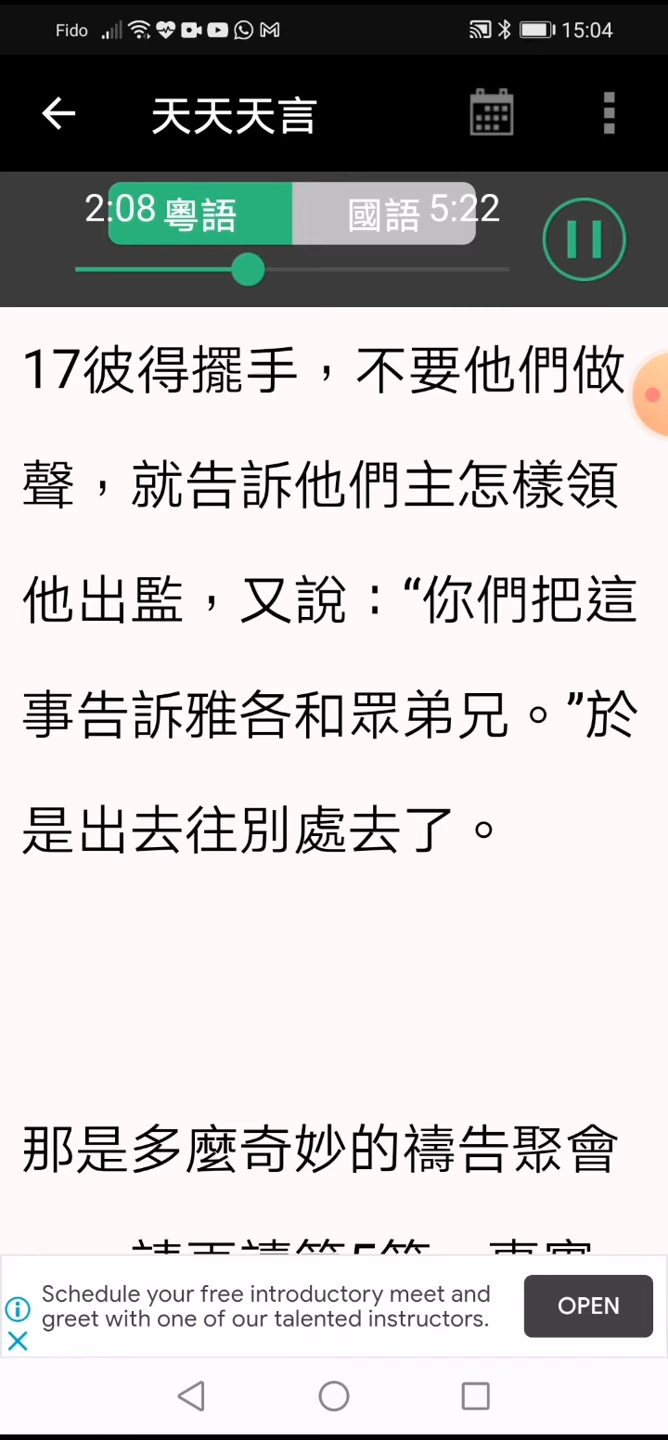 Fido 15:04
天天天言
2:08 粵語 國語 5:22
17彼得擺手，不要他們做
聲，就告訴他們主怎樣領
他出監，又說：“你們把這
事告訴雅各和眾弟兄。”於
是出去往別處去了。
那是多麼奇妙的禱告聚會
Schedule your free introductory meet and
greet with one of our talented instructors.
OPEN